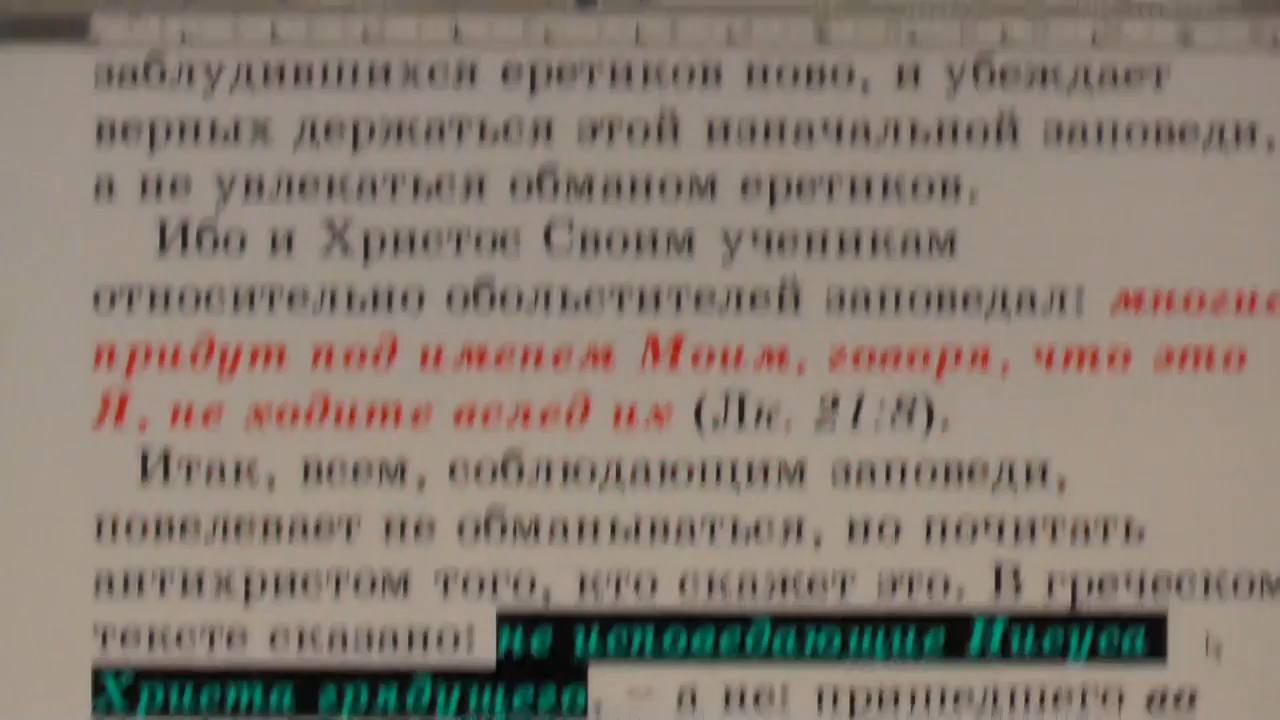 заблудившихся еретиков ново, и убеждает
верных держаться этой изначальной заповеди,
а не увлекаться обманом еретиков.
Ибо и Христос Своим ученикам
относительно обольстителей заповедал: многие
придут под именем Моим, говоря, что это
Я, не ходите вслед их (Лк. 21:8).
Итак, всем, соблюдающим заповеди,
повелевает не обманываться, но почитать
антихристом того, кто скажет это. В греческом
тексте сказано: не исповедающие Иисуса
Христа грядущего, – а не: пришедшего во